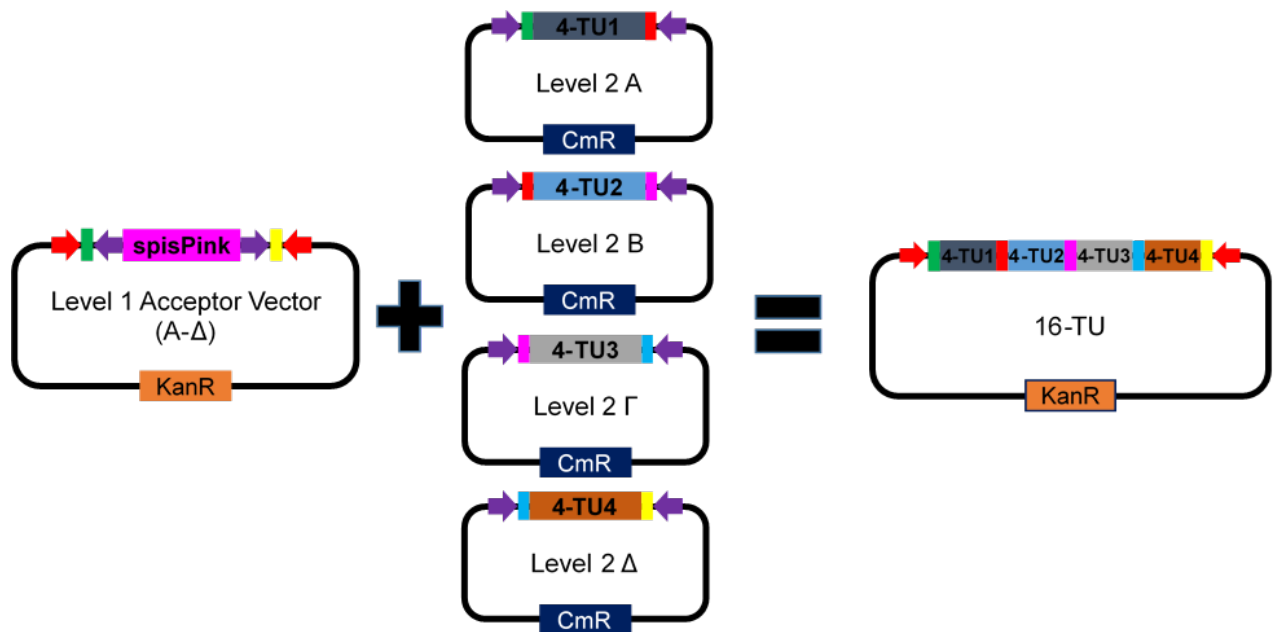 spisPink
Level 1 Acceptor Vector
(A-Δ)
KanR
4-TU1
Level 2 A
CmR
4-TU2
Level 2 B
CmR
4-TU3
Level 2 Γ
CmR
4-TU4
Level 2 Δ
CmR
4-TU1 4-TU2 4-TU3 4-TU4
16-TU
KanR